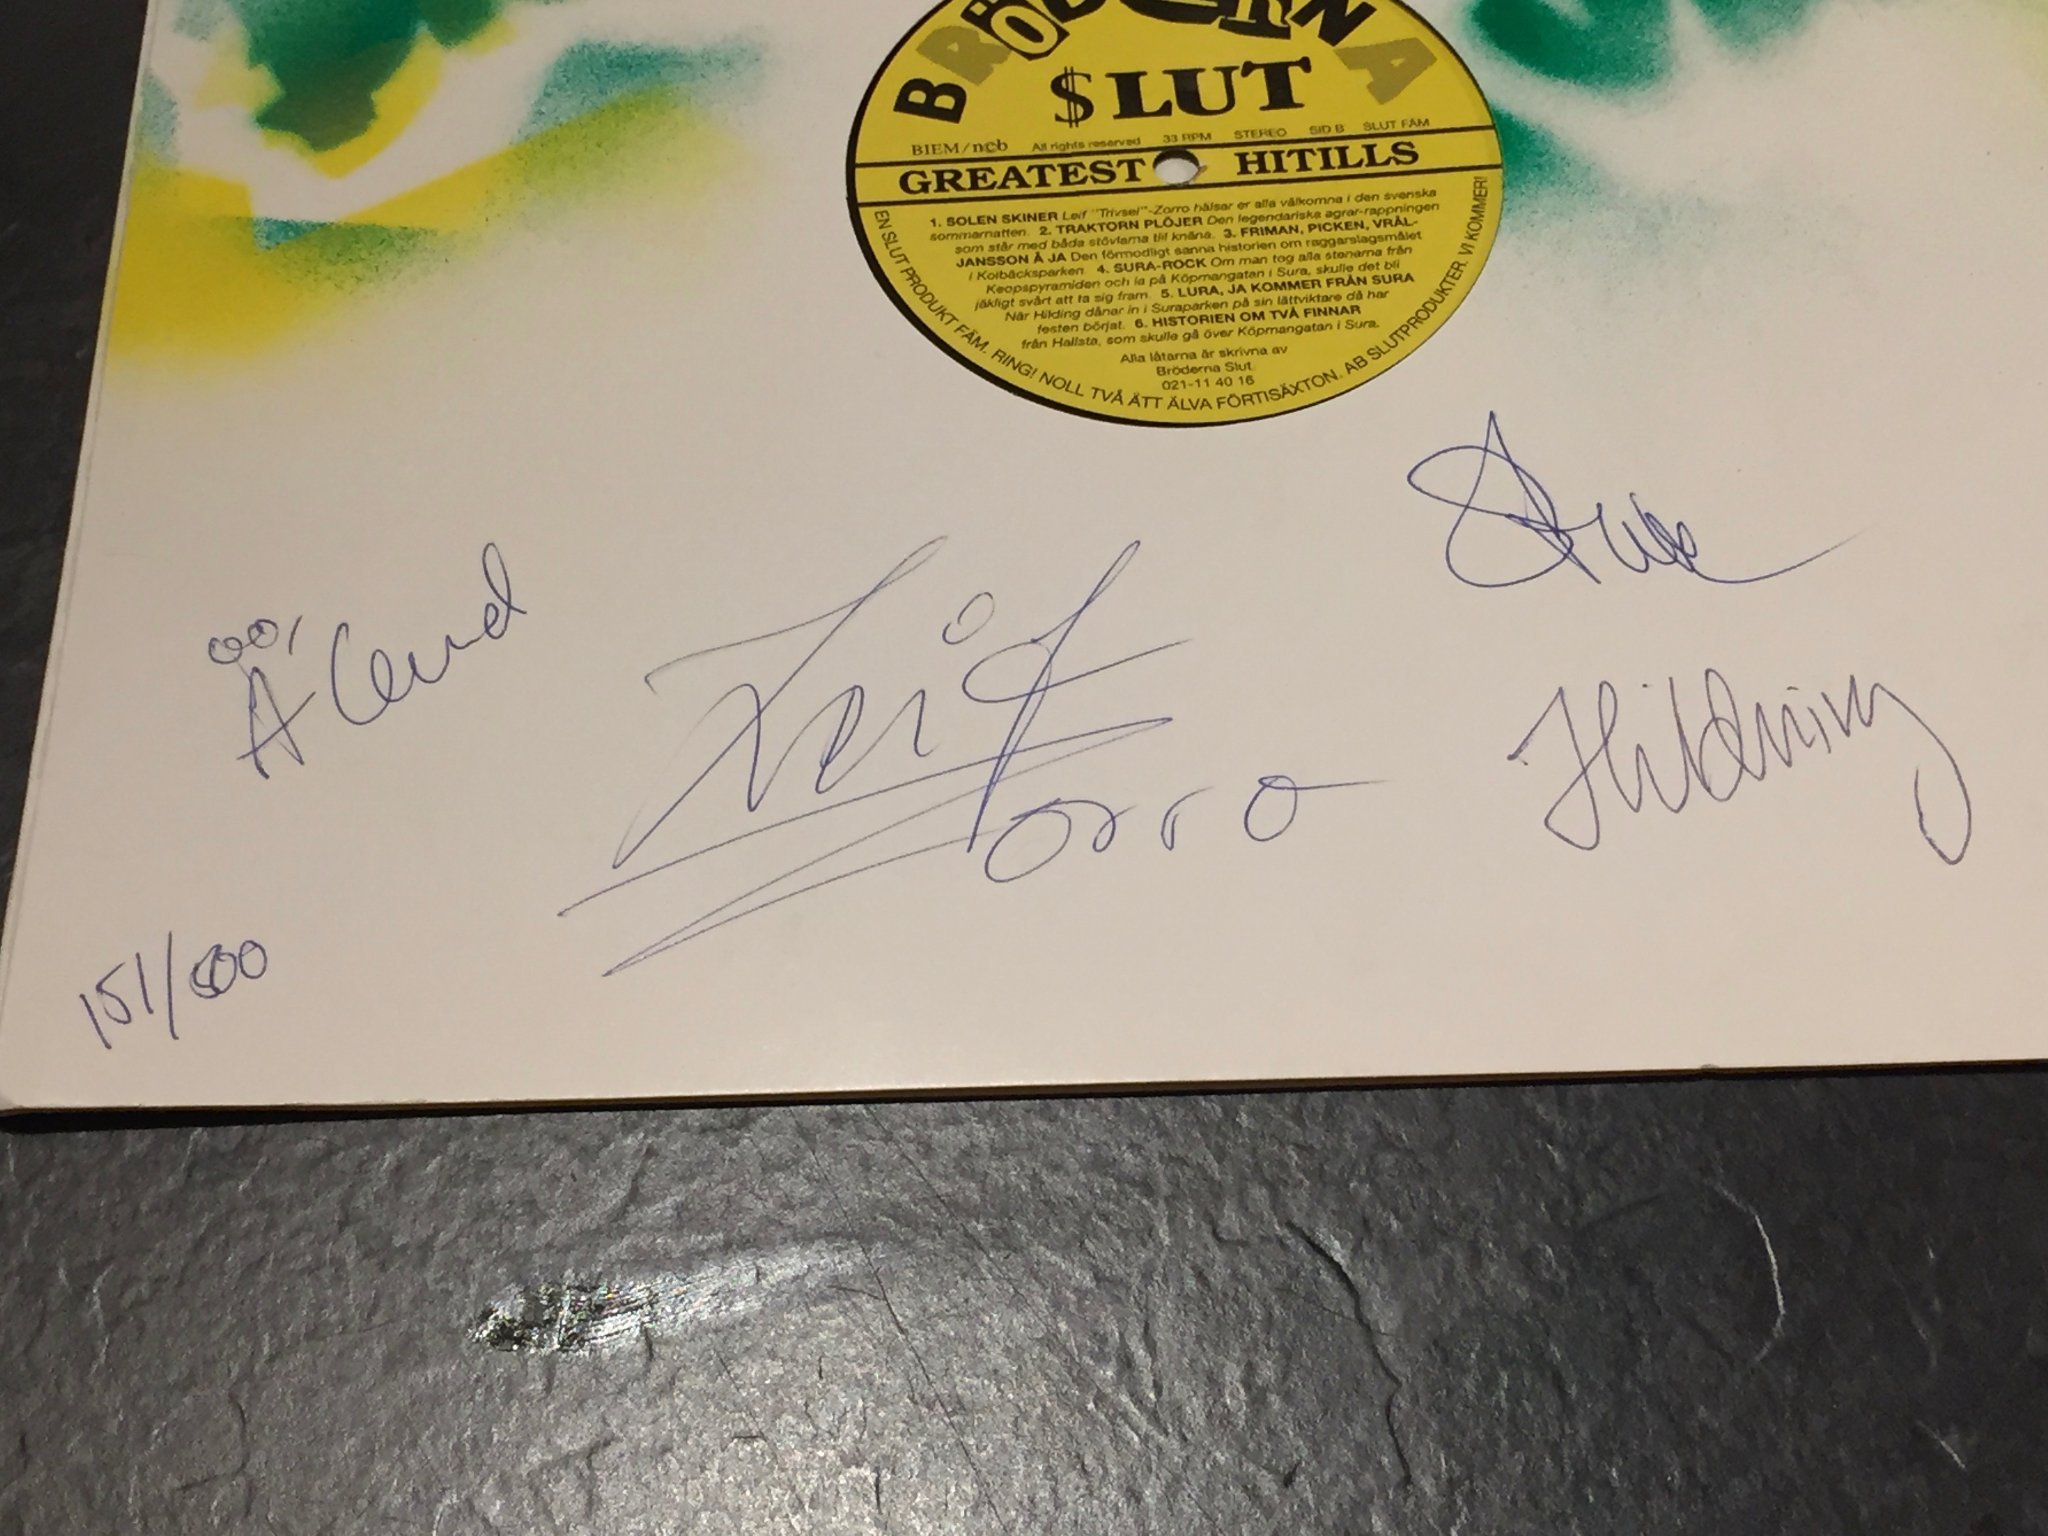 BRÖDERNA
$LUT
BIEM/ncb All rights reserved 33 RPM STEREO SID B SLUT FÄM
GREATEST HITILLS
1. SOLEN SKINER Leif "Trivsel"-Zorro hälsar er alla välkomna i den svenska
sommarnatten. 2. TRAKTORN PLÖJER Den legendariska agrar-rappningen
som står med båda stövlarna till knäna. 3. FRIMAN, PICKEN, VRÅL-
JANSSON Å JA Den förmodligt sanna historien om raggarslagsmålet
i Kolbäcksparken. 4. SURA-ROCK Om man tog alla stenarna från
Keopspyramiden och la på Köpmangatan i Sura, skulle det bli
jäkligt svårt att ta sig fram. 5. LURA, JA KOMMER FRÅN SURA
När Hilding dånar in i Suraparken på sin lättviktare då har
festen börjat. 6. HISTORIEN OM TVÅ FINNAR
från Hallsta, som skulle gå över Köpmangatan i Sura.
Alla låtarna är skrivna av
Bröderna Slut.
021-11 40 16
EN SLUT PRODUKT FÄM. RING! NOLL TVÅ ÄTT ÄLVA FÖRTISÄXTON. AB SLUTPRODUKTER. VI KOMMER!
Leif
Zorro
Hilding
151/500